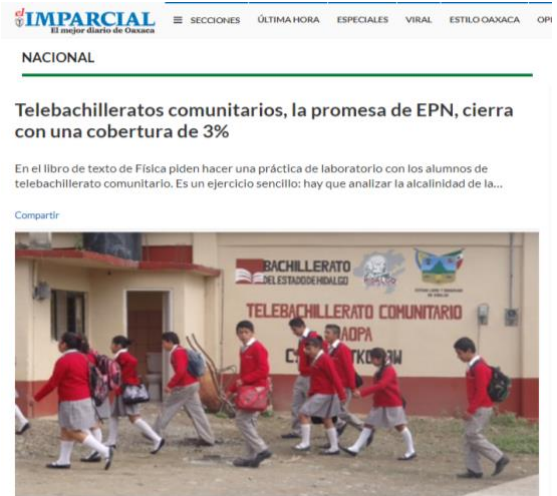 el IMPARCIAL
El mejor diario de Oaxaca
≡ SECCIONES ÚLTIMA HORA ESPECIALES VIRAL ESTILO OAXACA
NACIONAL
Telebachilleratos comunitarios, la promesa de EPN, cierra
con una cobertura de 3%
En el libro de texto de Física piden hacer una práctica de laboratorio con los alumnos de
telebachillerato comunitario. Es un ejercicio sencillo: hay que analizar la alcalinidad de la...
Compartir
BACHILLERATO
DEL ESTADO DE HIDALGO
HIDALGO
TELEBACHILLERATO COMUNITARIO